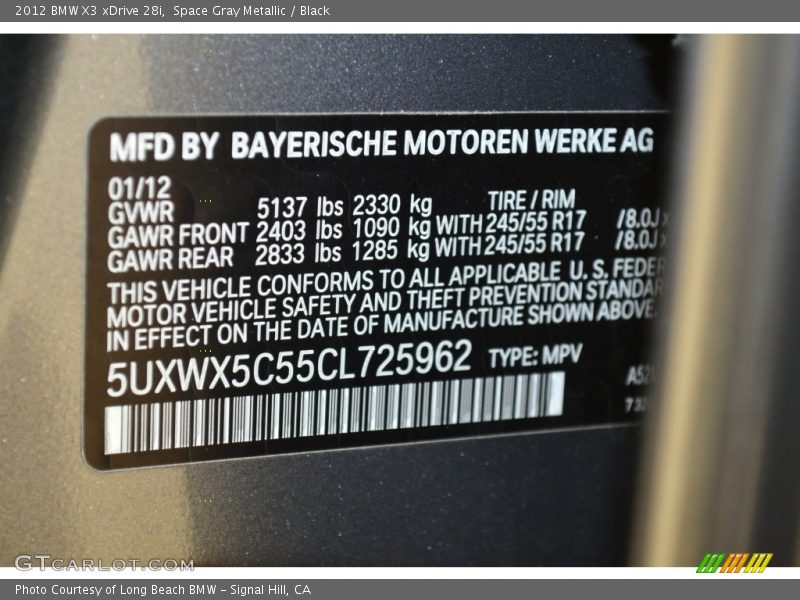 2012 BMW X3 xDrive 28i, Space Gray Metallic / Black
MFD BY BAYERISCHE MOTOREN WERKE AG
01/12
GVWR 5137 lbs 2330 kg TIRE / RIM
GAWR FRONT 2403 lbs 1090 kg WITH 245/55 R17 /8.0J x
GAWR REAR 2833 lbs 1285 kg WITH 245/55 R17 /8.0J x
THIS VEHICLE CONFORMS TO ALL APPLICABLE U.S. FEDER
MOTOR VEHICLE SAFETY AND THEFT PREVENTION STANDAR
IN EFFECT ON THE DATE OF MANUFACTURE SHOWN ABOVE.
5UXWX5C55CL725962 TYPE: MPV
GTCARLOT.COM
Photo Courtesy of Long Beach BMW – Signal Hill, CA